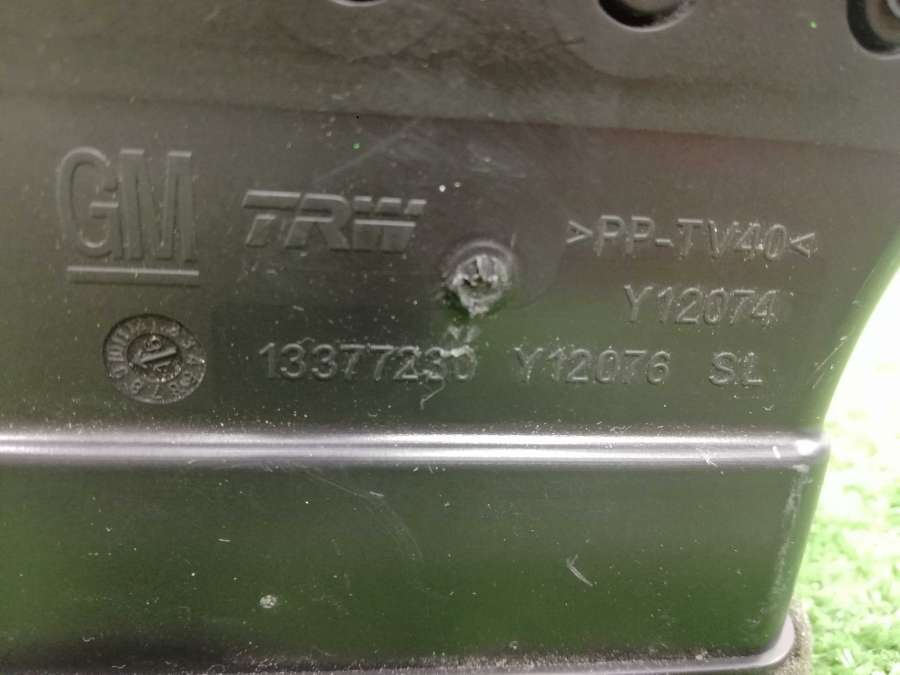 GM TRW >PP-TV40<
Y12074
13377230 Y12076 SL